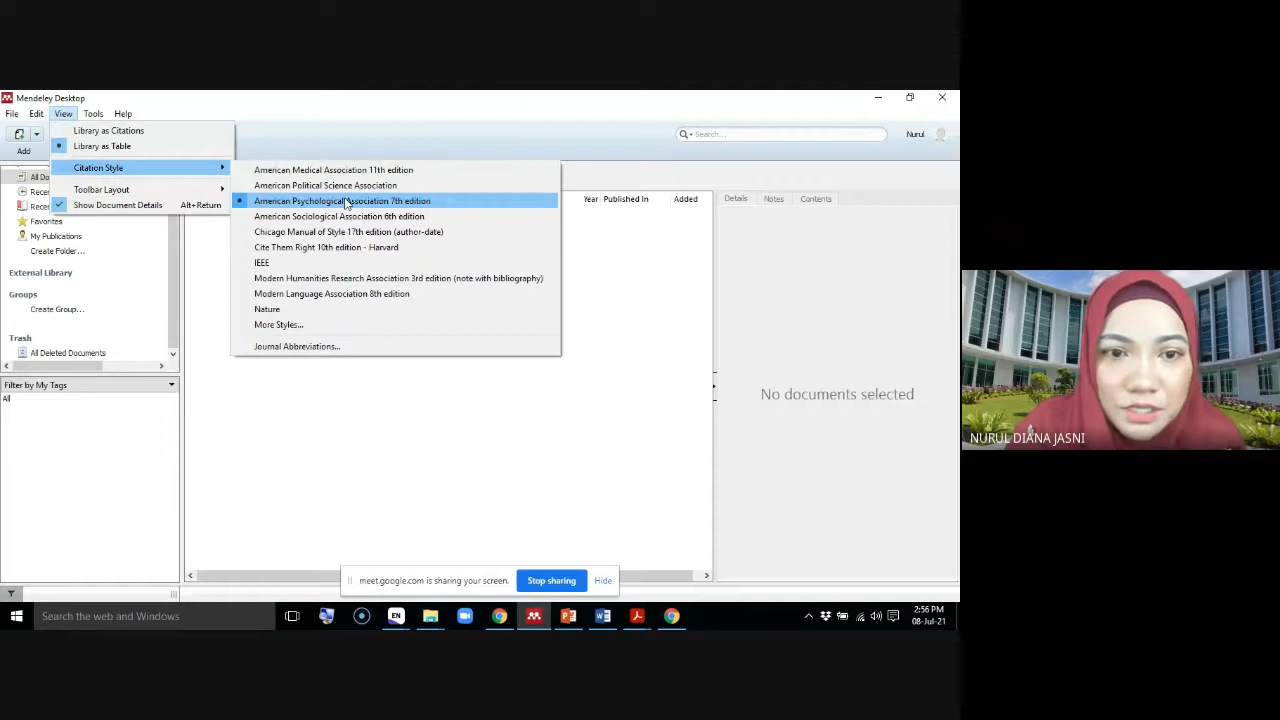 Mendeley Desktop
File Edit View Tools Help
Library as Citations
Library as Table
Citation Style
Toolbar Layout
Show Document Details Alt+Return
American Medical Association 11th edition
American Political Science Association
American Psychological Association 7th edition
American Sociological Association 6th edition
Chicago Manual of Style 17th edition (author-date)
Cite Them Right 10th edition - Harvard
IEEE
Modern Humanities Research Association 3rd edition (note with bibliography)
Modern Language Association 8th edition
Nature
More Styles...
Journal Abbreviations...
Add
Search...
Nurul
All Do
Recen
Rece
Favorites
My Publications
Create Folder...
External Library
Groups
Create Group...
Trash
All Deleted Documents
Filter by My Tags
All
Year Published In Added
Details Notes Contents
No documents selected
NURUL DIANA JASNI
meet.google.com is sharing your screen. Stop sharing Hide
Search the web and Windows
EN
2:56 PM
08-Jul-21